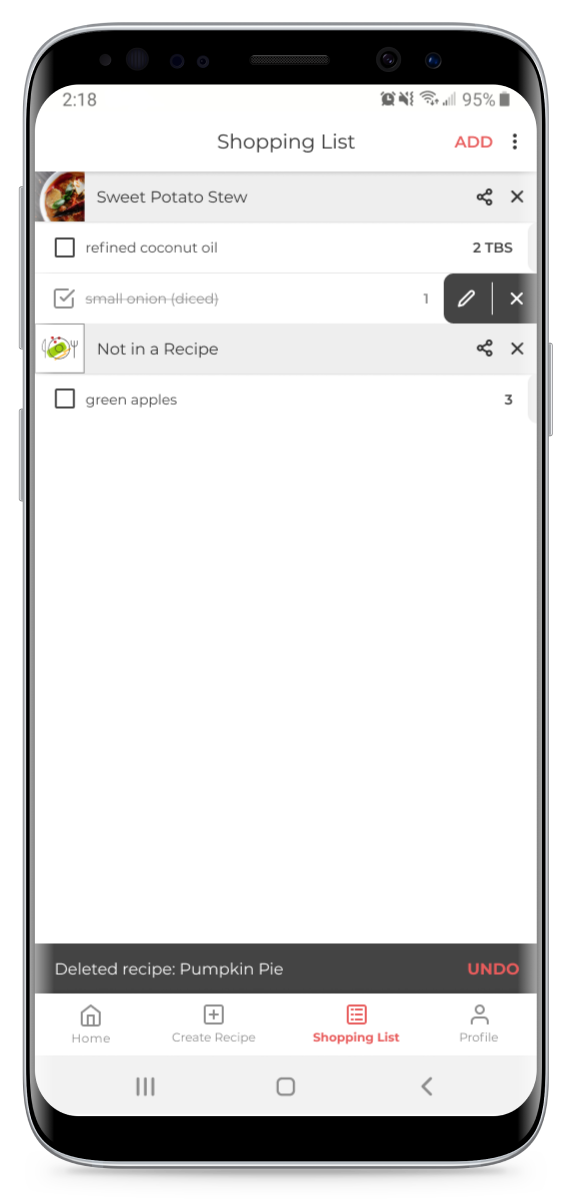 2:18 95%
Shopping List ADD
Sweet Potato Stew
refined coconut oil 2 TBS
small onion (diced) 1
Not in a Recipe
green apples 3
Deleted recipe: Pumpkin Pie UNDO
Home Create Recipe Shopping List Profile